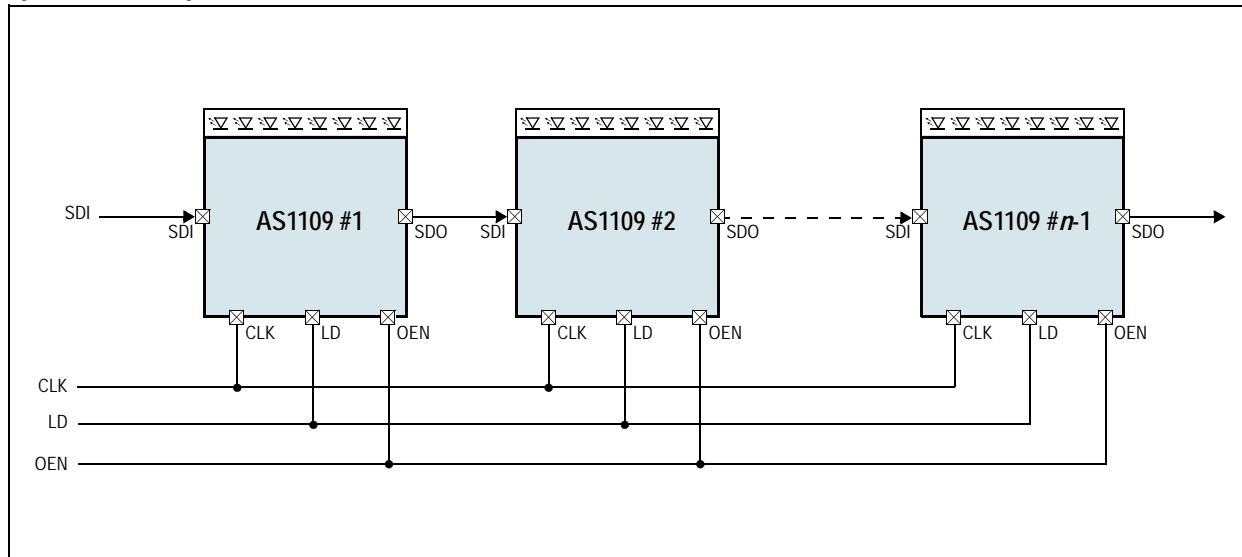 AS1109 #1
AS1109 #2
AS1109 #n-1
SDI
SDI
SDO
SDI
SDO
SDI
SDO
CLK
LD
OEN
CLK
LD
OEN
CLK
LD
OEN
CLK
LD
OEN